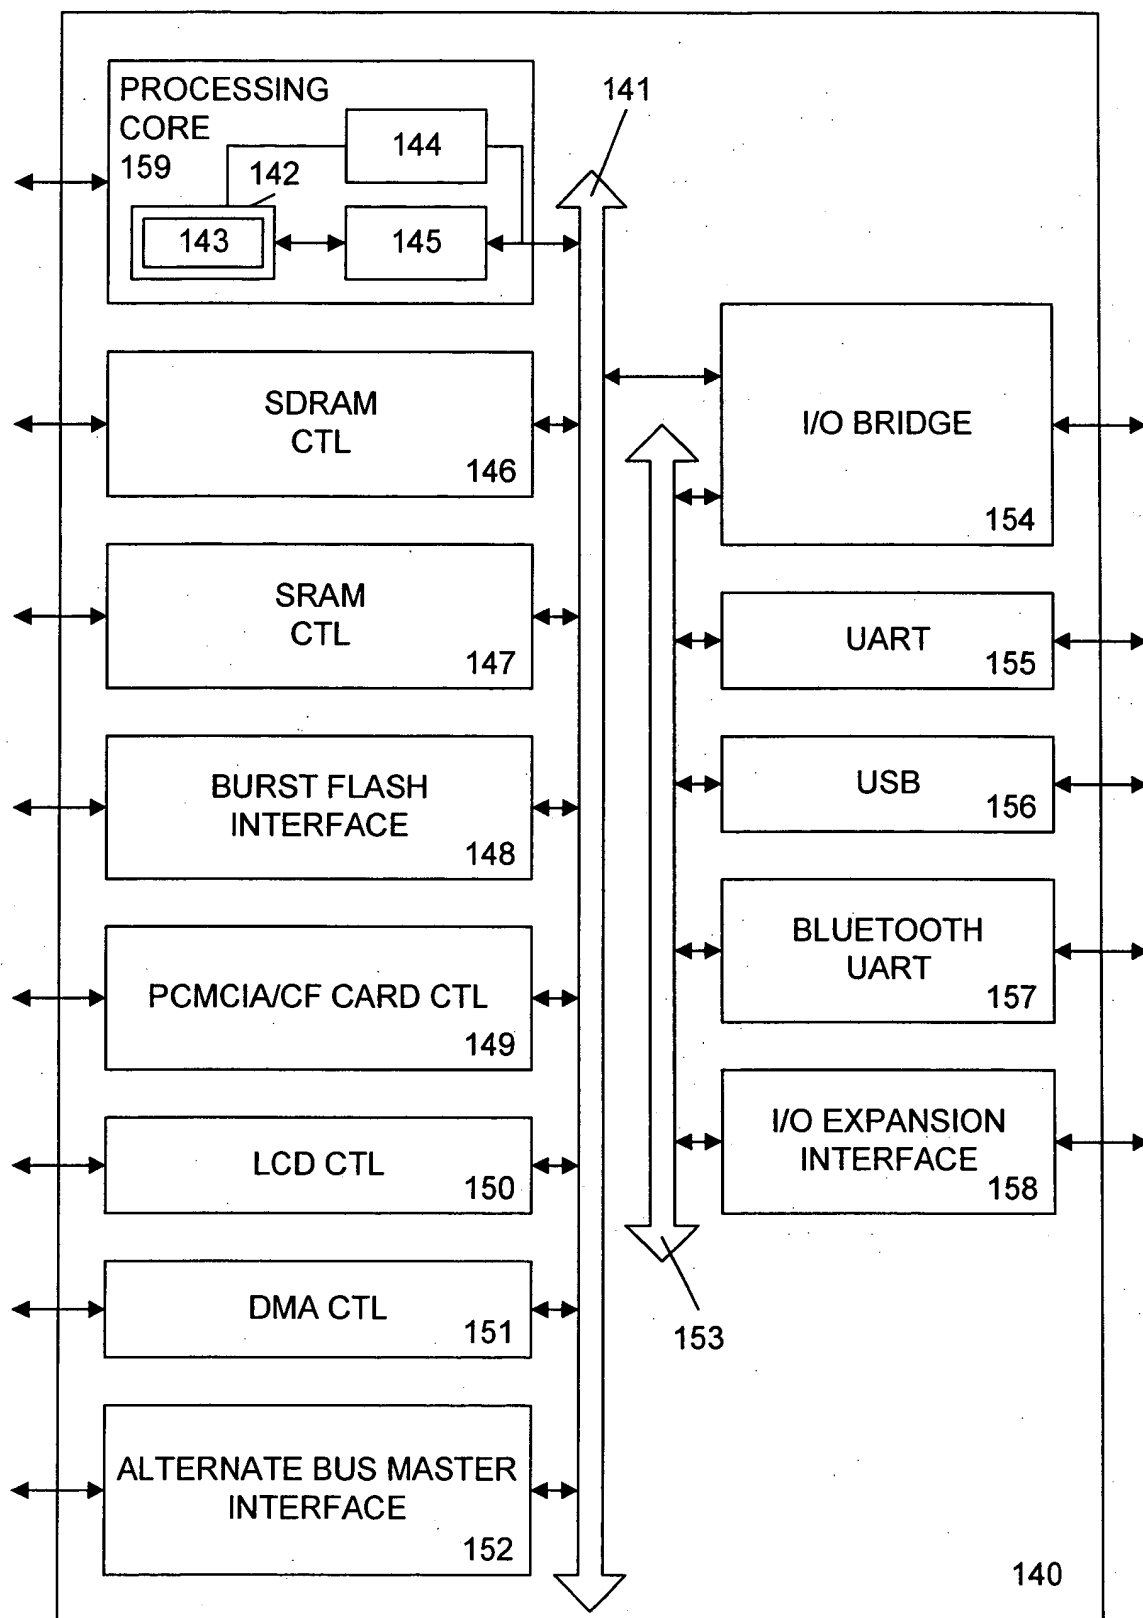 PROCESSING
CORE
159
142
143
144
145
141
SDRAM
CTL
146
SRAM
CTL
147
BURST FLASH
INTERFACE
148
PCMCIA/CF CARD CTL
149
LCD CTL
150
DMA CTL
151
ALTERNATE BUS MASTER
INTERFACE
152
I/O BRIDGE
154
UART
155
USB
156
BLUETOOTH
UART
157
I/O EXPANSION
INTERFACE
158
153
140